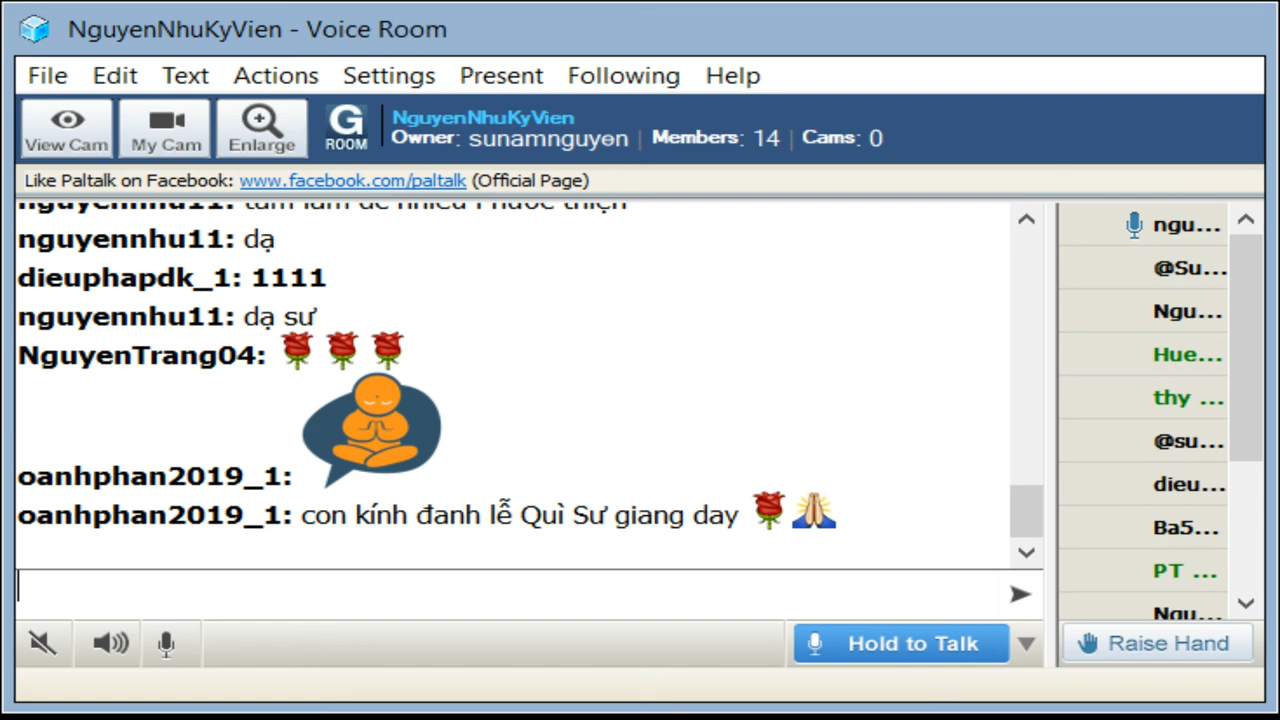 NguyenNhuKyVien - Voice Room
File Edit Text Actions Settings Present Following Help
View Cam My Cam Enlarge G ROOM
NguyenNhuKyVien
Owner: sunamnguyen | Members: 14 | Cams: 0
Like Paltalk on Facebook: www.facebook.com/paltalk (Official Page)
nguyennhu11:
nguyennhu11: dạ
dieuphapdk_1: 1111
nguyennhu11: dạ sư
NguyenTrang04:
oanhphan2019_1:
oanhphan2019_1: con kính đanh lễ Quì Sư giang day
ngu...
@Su...
Ngu...
Hue...
thy ...
@su...
dieu...
Ba5...
PT ...
Ngu...
Hold to Talk
Raise Hand